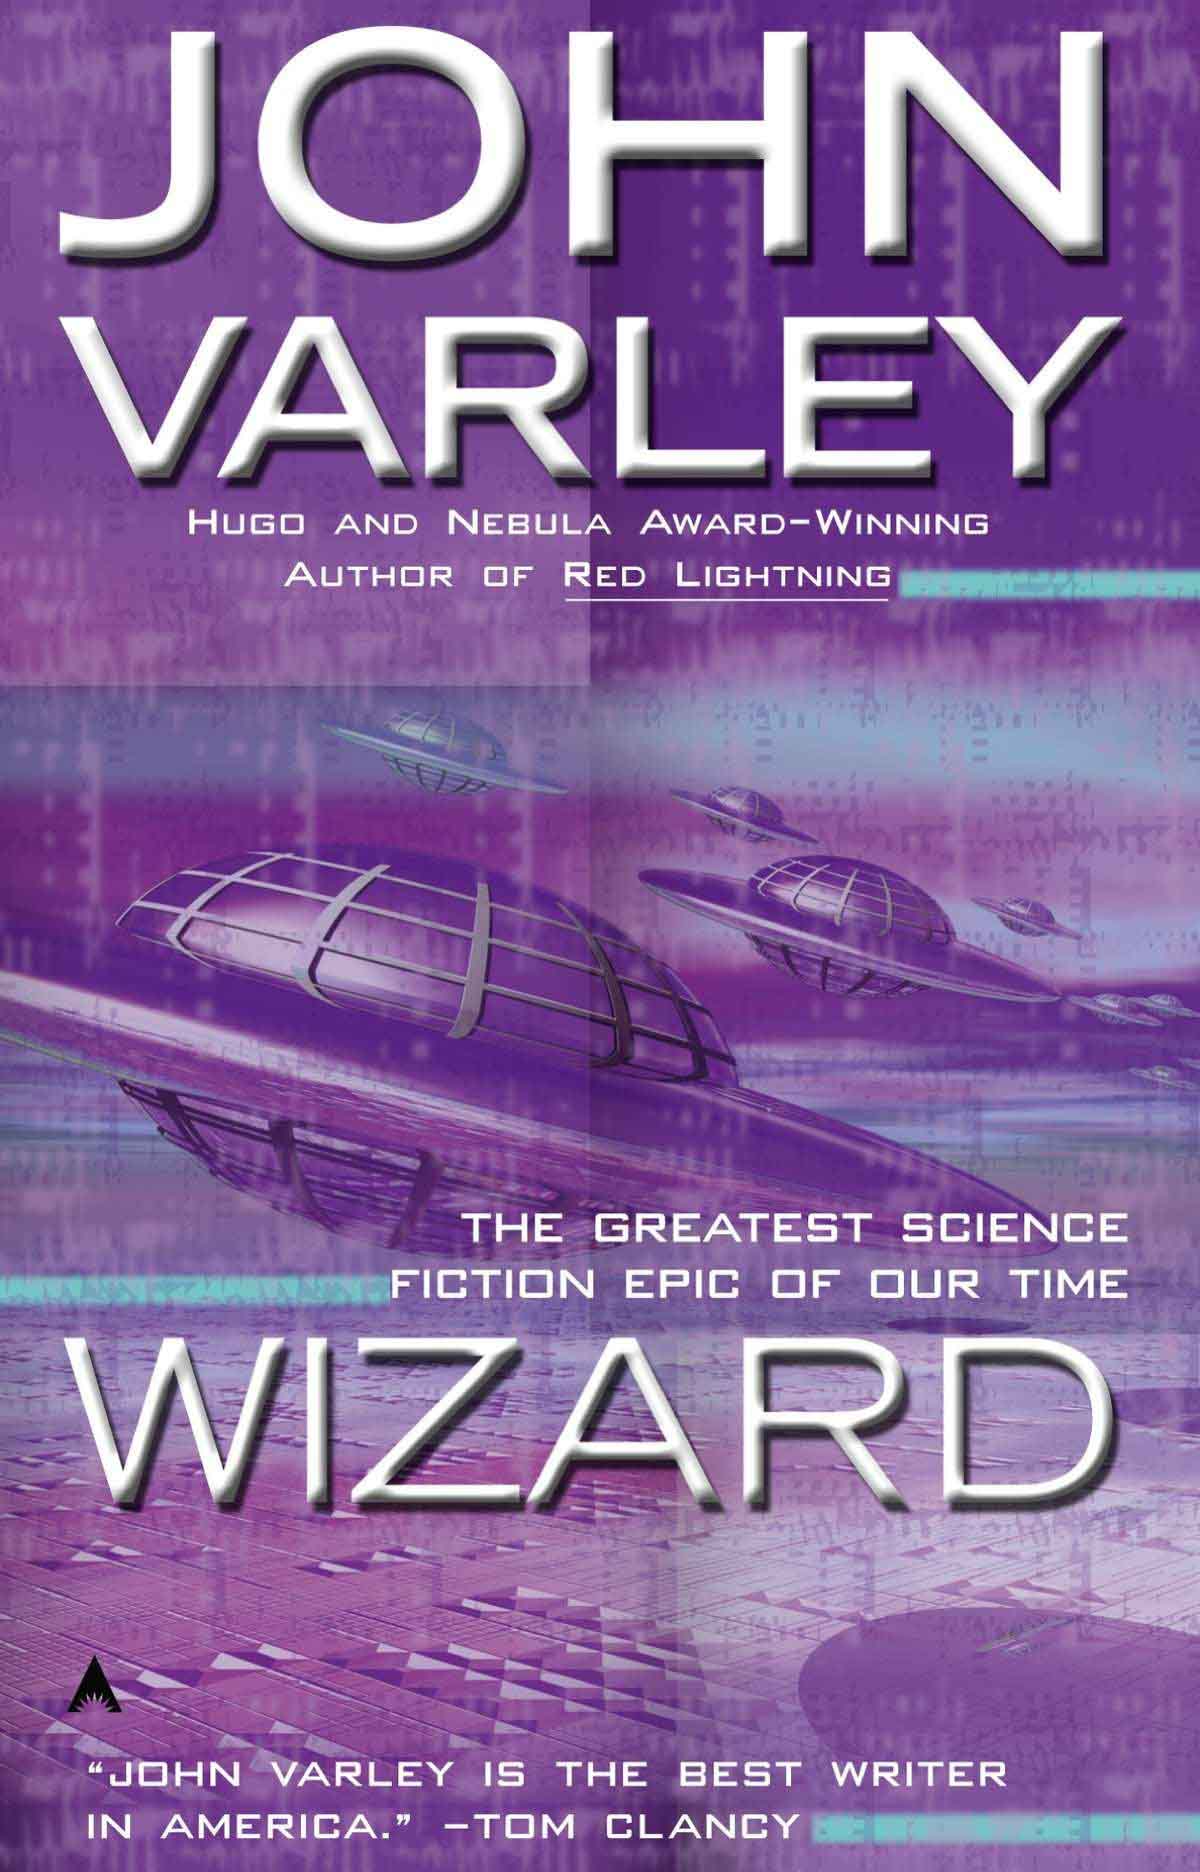 JOHN
VARLEY
HUGO AND NEBULA AWARD-WINNING
AUTHOR OF RED LIGHTNING
THE GREATEST SCIENCE
FICTION EPIC OF OUR TIME
WIZARD
“JOHN VARLEY IS THE BEST WRITER
IN AMERICA.” –TOM CLANCY